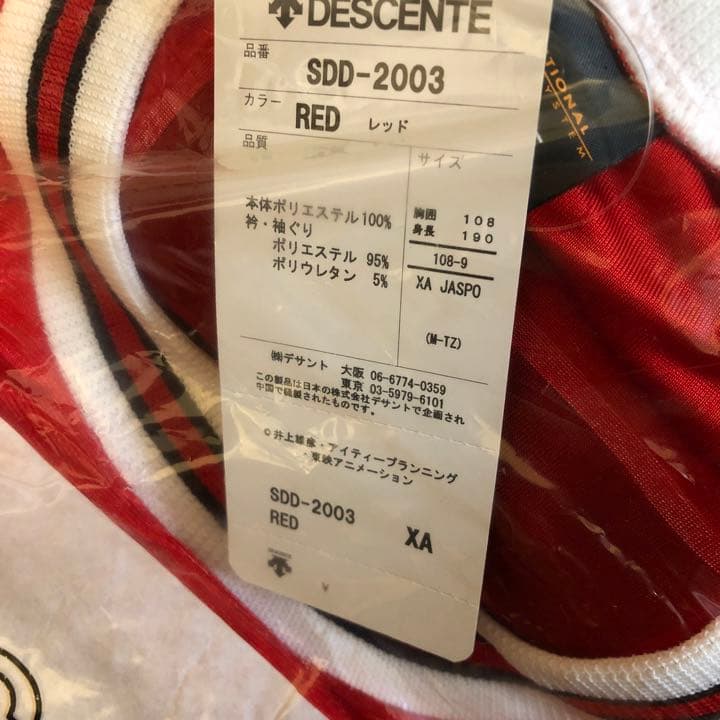 DESCENTE
品番
SDD-2003
カラー
RED レッド
品質
サイズ
本体ポリエステル100%
衿・袖ぐり
ポリエステル 95%
ポリウレタン 5%
胸囲 108
身長 190
108-9
XA JASPO
(M-TZ)
㈱デサント 大阪 06-6774-0359
東京 03-5979-6101
この製品は日本の株式会社デサントで企画され
中国で縫製されたものです。
©井上雄彦・アイティープランニング
・東映アニメーション
SDD-2003
RED
XA
DESCENTE
¥
TIONAL